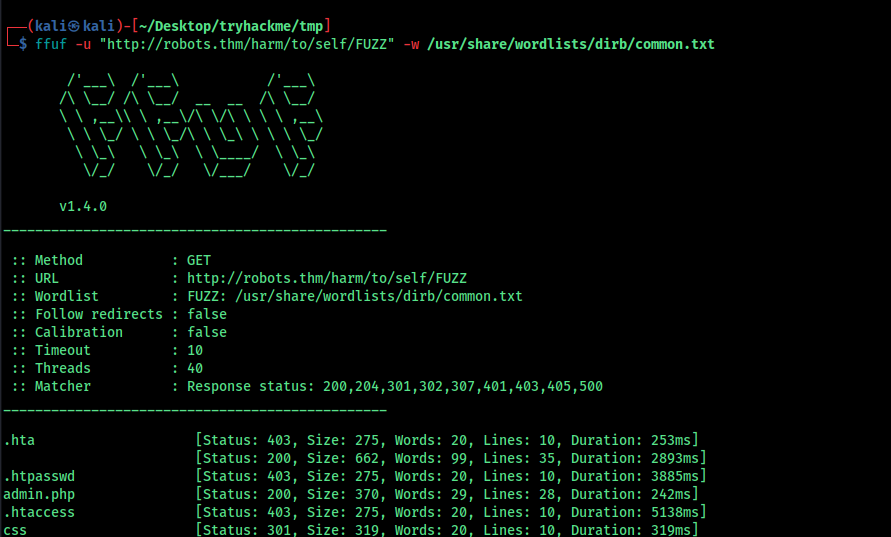 ┌──(kali㉿kali)-[~/Desktop/tryhackme/tmp]
└─$ ffuf -u "http://robots.thm/harm/to/self/FUZZ" -w /usr/share/wordlists/dirb/common.txt

        /'___\  /'___\           /'___\
       /\ \__/ /\ \__/  __  __  /\ \__/
       \ \ ,__\\ \ ,__\/\ \/\ \ \ \ ,__\
        \ \ \_/ \ \ \_/\ \ \_\ \ \ \ \_/
         \ \_\   \ \_\  \ \____/  \ \_\
          \/_/    \/_/   \/___/    \/_/

       v1.4.0
________________________________________________

 :: Method           : GET
 :: URL              : http://robots.thm/harm/to/self/FUZZ
 :: Wordlist         : FUZZ: /usr/share/wordlists/dirb/common.txt
 :: Follow redirects : false
 :: Calibration      : false
 :: Timeout          : 10
 :: Threads          : 40
 :: Matcher          : Response status: 200,204,301,302,307,401,403,405,500
________________________________________________

.hta                    [Status: 403, Size: 275, Words: 20, Lines: 10, Duration: 253ms]
                        [Status: 200, Size: 662, Words: 99, Lines: 35, Duration: 2893ms]
.htpasswd               [Status: 403, Size: 275, Words: 20, Lines: 10, Duration: 3885ms]
admin.php               [Status: 200, Size: 370, Words: 29, Lines: 28, Duration: 242ms]
.htaccess               [Status: 403, Size: 275, Words: 20, Lines: 10, Duration: 5138ms]
css                     [Status: 301, Size: 319, Words: 20, Lines: 10, Duration: 319ms]